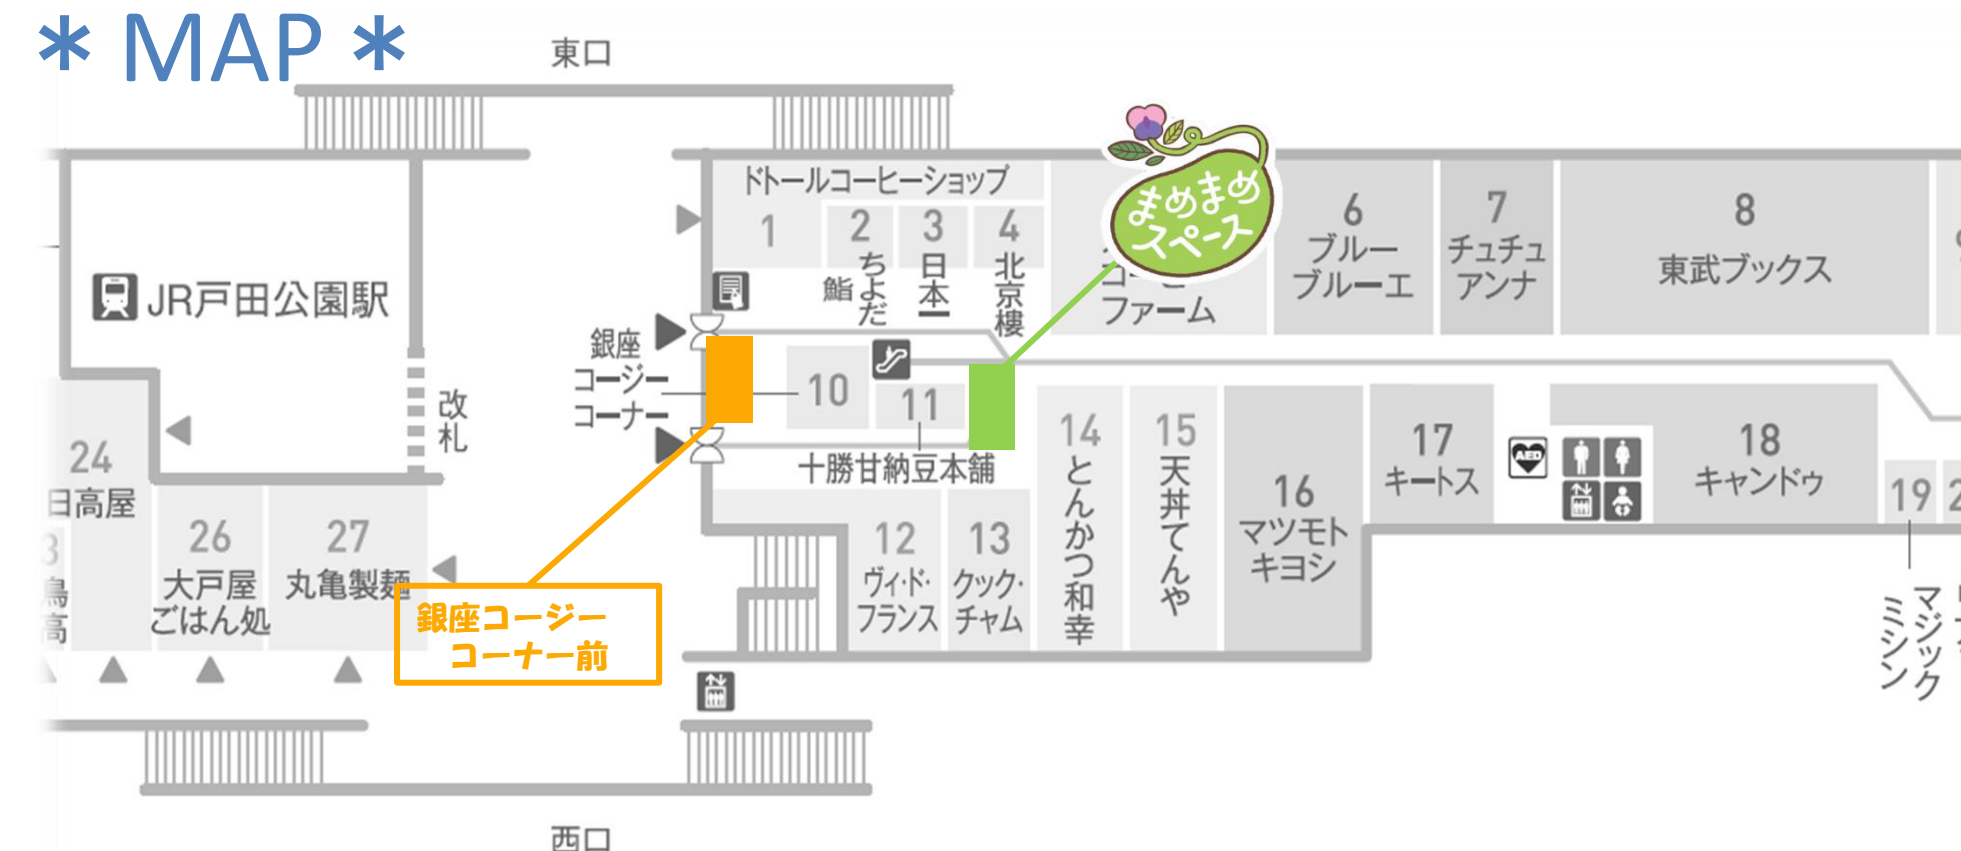 * MAP *
東口
ドトールコーヒーショップ
1
2
ちよだ
鮨
3
日本一
4
北京樓
まめまめ
スペース
コーヒー
ファーム
6
ブルー
ブルーエ
7
チュチュ
アンナ
8
東武ブックス
JR戸田公園駅
改札
銀座
コージー
コーナー
10
11
十勝甘納豆本舗
12
ヴィ・ド・
フランス
13
クック・
チャム
14
とんかつ和幸
15
天丼てんや
16
マツモト
キヨシ
17
キートス
AED
18
キャンドゥ
19
マジック
ミシン
24
日高屋
26
大戸屋
ごはん処
27
丸亀製麺
銀座コージー
コーナー前
西口